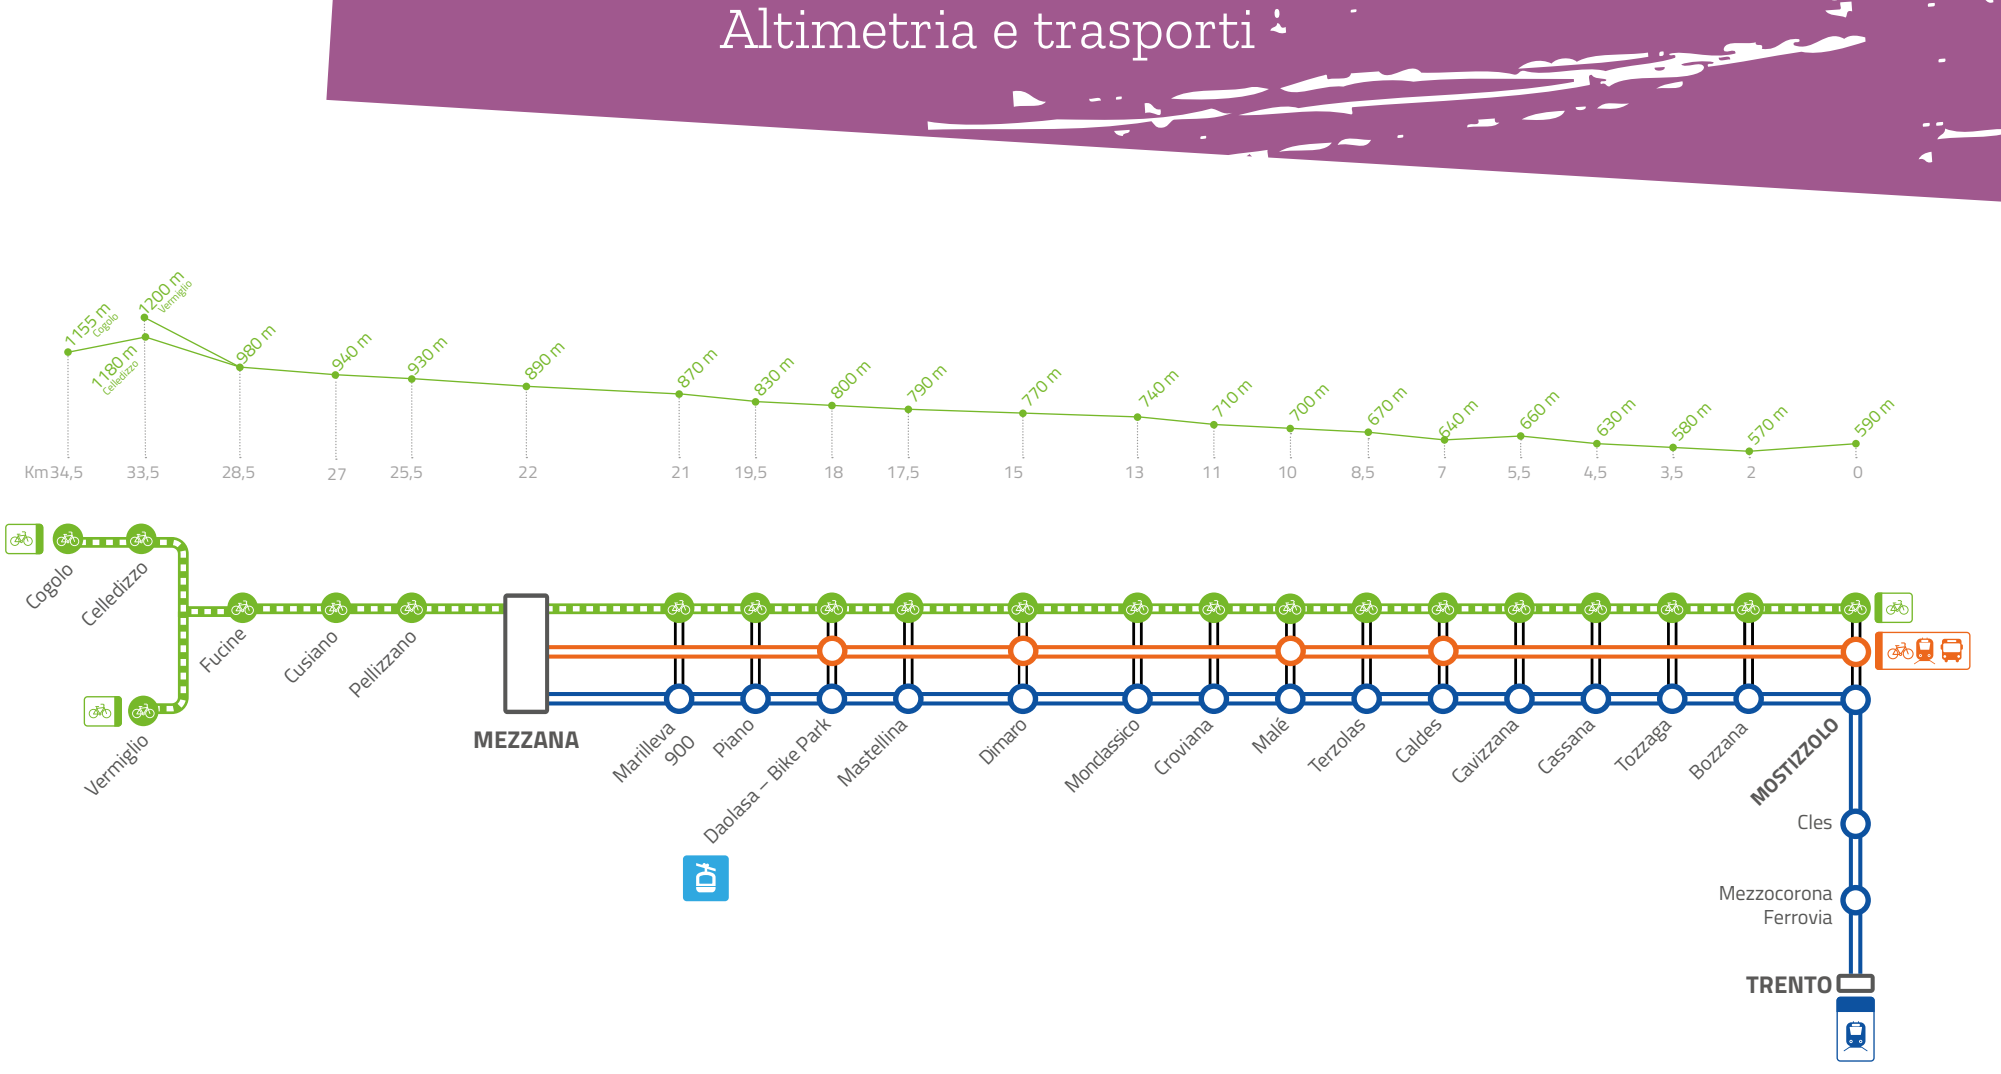 Altimetria e trasporti
1155 m
Cogolo
1200 m
Vermiglio
1180 m
Celledizzo
980 m
940 m
930 m
890 m
870 m
830 m
800 m
790 m
770 m
740 m
710 m
700 m
670 m
640 m
660 m
630 m
580 m
570 m
590 m
Km 34,5
33,5
28,5
27
25,5
22
21
19,5
18
17,5
15
13
11
10
8,5
7
5,5
4,5
3,5
2
0
Cogolo
Celledizzo
Vermiglio
Fucine
Cusiano
Pellizzano
MEZZANA
Marilleva
900
Piano
Daolasa – Bike Park
Mastellina
Dimaro
Monclassico
Croviana
Malé
Terzolas
Caldes
Cavizzana
Cassana
Tozzaga
Bozzana
MOSTIZZOLO
Cles
Mezzocorona
Ferrovia
TRENTO